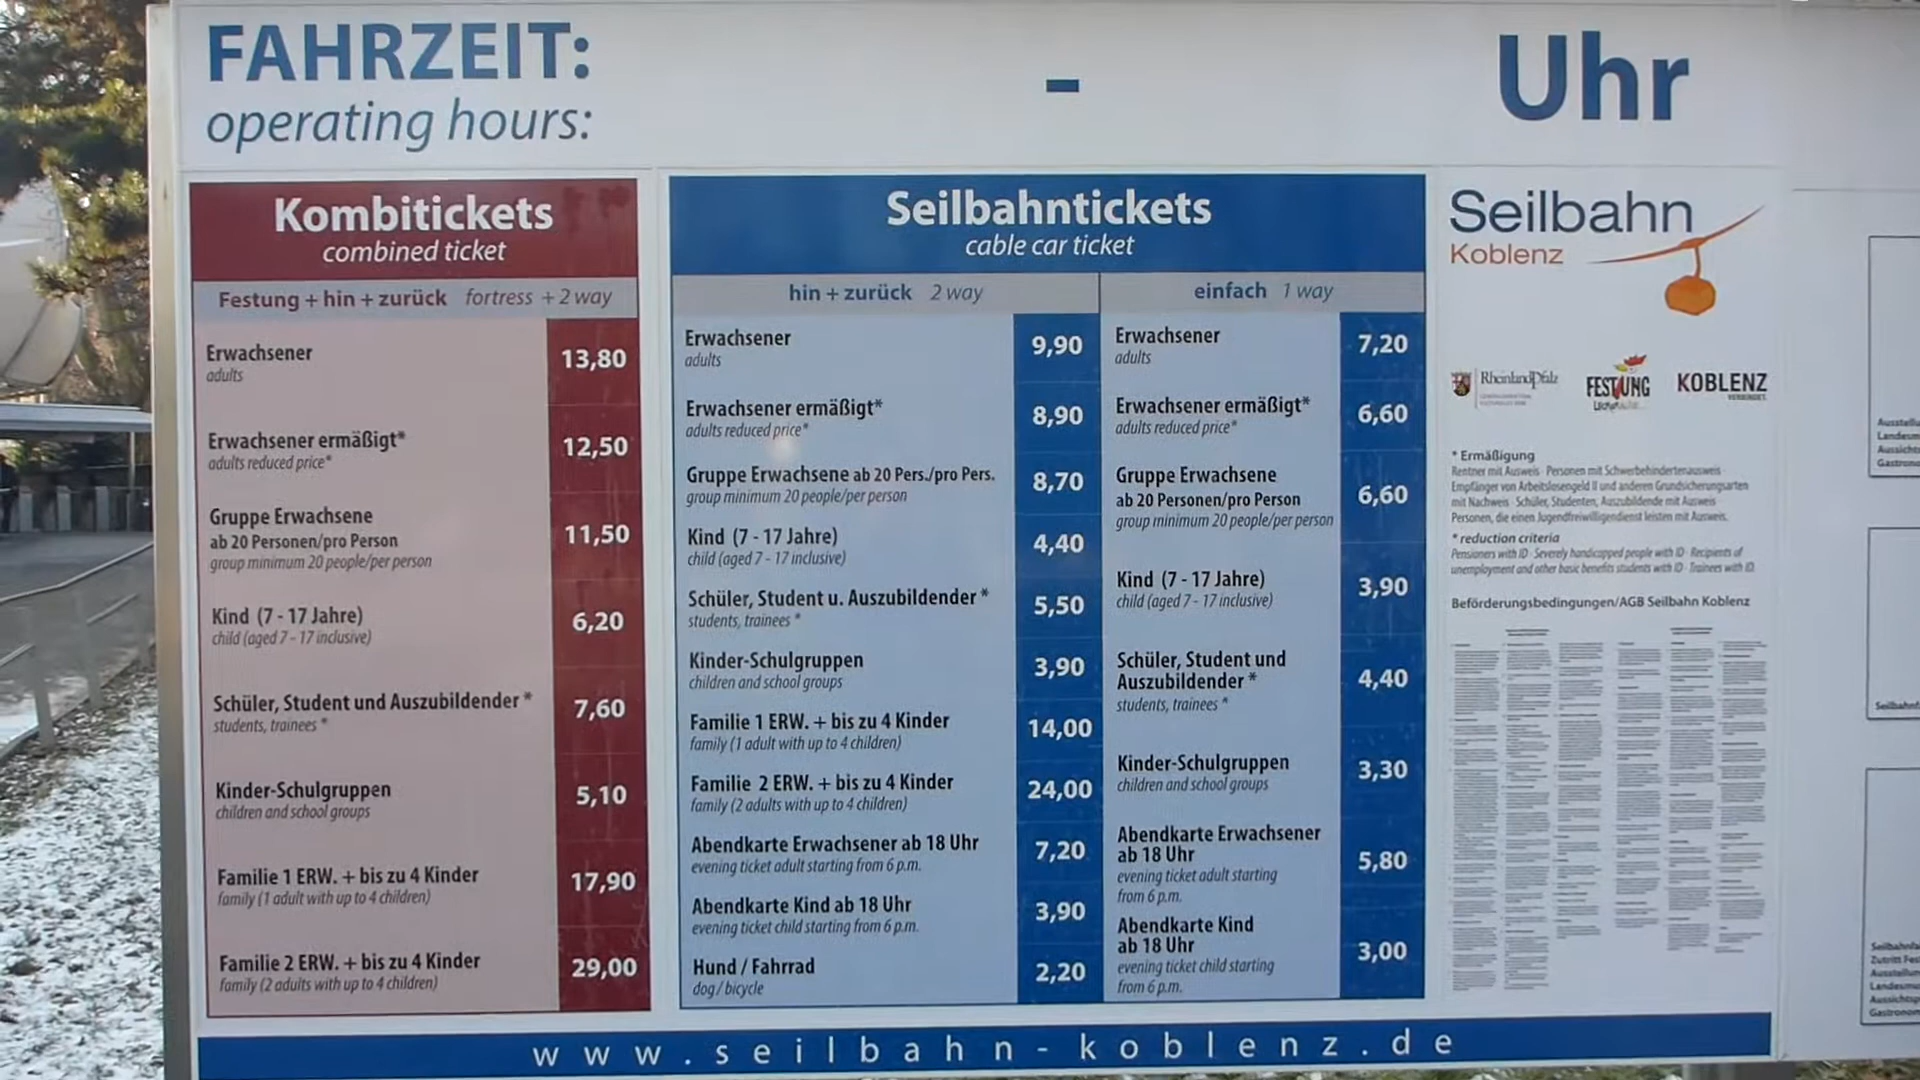 FAHRZEIT:
operating hours:
- Uhr
Kombitickets
combined ticket
Festung + hin + zurück fortress + 2 way
Erwachsener
adults
13,80
Erwachsener ermäßigt*
adults reduced price*
12,50
Gruppe Erwachsene
ab 20 Personen/pro Person
group minimum 20 people/per person
11,50
Kind (7 - 17 Jahre)
child (aged 7 - 17 inclusive)
6,20
Schüler, Student und Auszubildender *
students, trainees *
7,60
Kinder-Schulgruppen
children and school groups
5,10
Familie 1 ERW. + bis zu 4 Kinder
family (1 adult with up to 4 children)
17,90
Familie 2 ERW. + bis zu 4 Kinder
family (2 adults with up to 4 children)
29,00
Seilbahntickets
cable car ticket
hin + zurück 2 way
Erwachsener
adults
9,90
Erwachsener ermäßigt*
adults reduced price*
8,90
Gruppe Erwachsene ab 20 Pers./pro Pers.
group minimum 20 people/per person
8,70
Kind (7 - 17 Jahre)
child (aged 7 - 17 inclusive)
4,40
Schüler, Student u. Auszubildender *
students, trainees *
5,50
Kinder-Schulgruppen
children and school groups
3,90
Familie 1 ERW. + bis zu 4 Kinder
family (1 adult with up to 4 children)
14,00
Familie 2 ERW. + bis zu 4 Kinder
family (2 adults with up to 4 children)
24,00
Abendkarte Erwachsener ab 18 Uhr
evening ticket adult starting from 6 p.m.
7,20
Abendkarte Kind ab 18 Uhr
evening ticket child starting from 6 p.m.
3,90
Hund / Fahrrad
dog / bicycle
2,20
einfach 1 way
Erwachsener
adults
7,20
Erwachsener ermäßigt*
adults reduced price*
6,60
Gruppe Erwachsene
ab 20 Personen/pro Person
group minimum 20 people/per person
6,60
Kind (7 - 17 Jahre)
child (aged 7 - 17 inclusive)
3,90
Schüler, Student und
Auszubildender *
students, trainees *
4,40
Kinder-Schulgruppen
children and school groups
3,30
Abendkarte Erwachsener
ab 18 Uhr
evening ticket adult starting
from 6 p.m.
5,80
Abendkarte Kind
ab 18 Uhr
evening ticket child starting
from 6 p.m.
3,00
Seilbahn
Koblenz
RheinlandPfalz
FESTUNG
KOBLENZ
VERBINDET.
* Ermäßigung
Rentner mit Ausweis · Personen mit Schwerbehindertenausweis
Empfänger von Arbeitslosengeld II und anderen Grundsicherungsarten
mit Nachweis · Schüler, Studenten, Auszubildende mit Ausweis
Personen, die einen Jugendfreiwilligendienst leisten mit Ausweis.
* reduction criteria
Pensioners with ID · Severely handicapped people with ID · Recipients of
unemployment and other basic benefits students with ID · Trainees with ID.
Beförderungsbedingungen/AGB Seilbahn Koblenz
www.seilbahn-koblenz.de